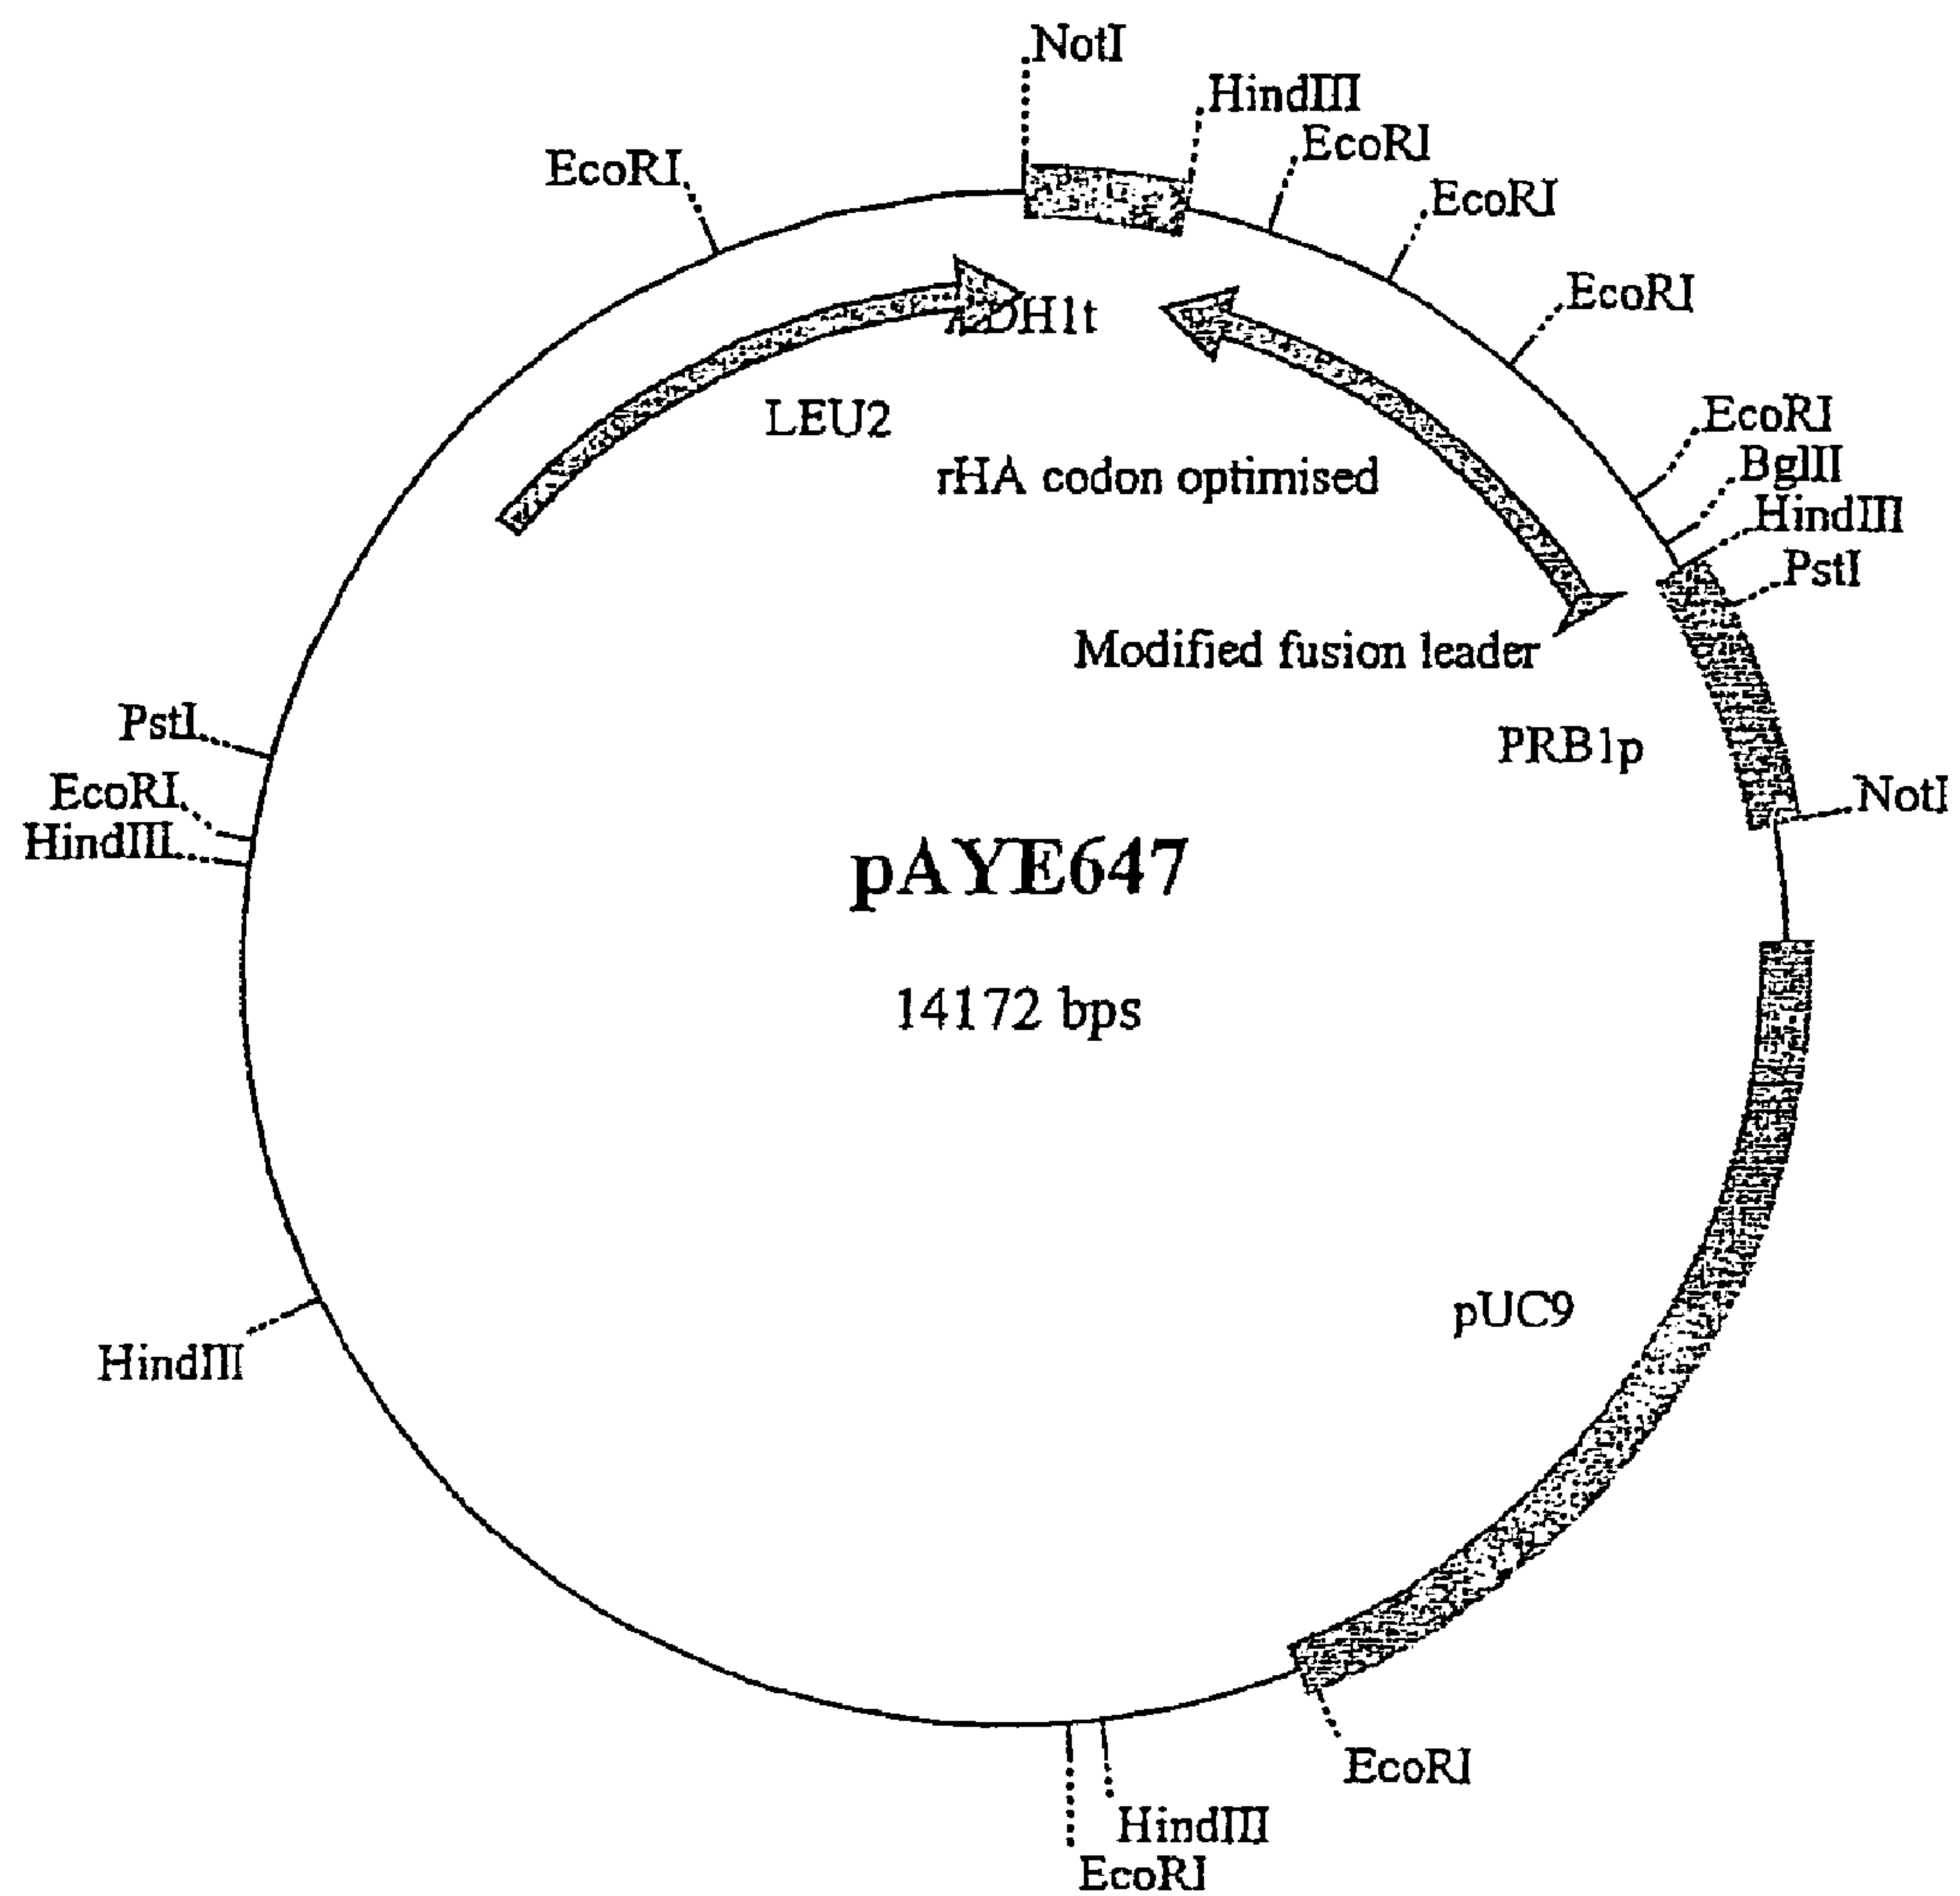 NotI
HindIII
EcoRI
EcoRI
EcoRI
EcoRI
ADH1t
LEU2
EcoRI
BglII
rHA codon optimised
HindIII
PstI
Modified fusion leader
PstI
PRB1p
EcoRI
NotI
HindIII
pAYE647
14172 bps
pUC9
HindIII
EcoRI
HindIII
EcoRI